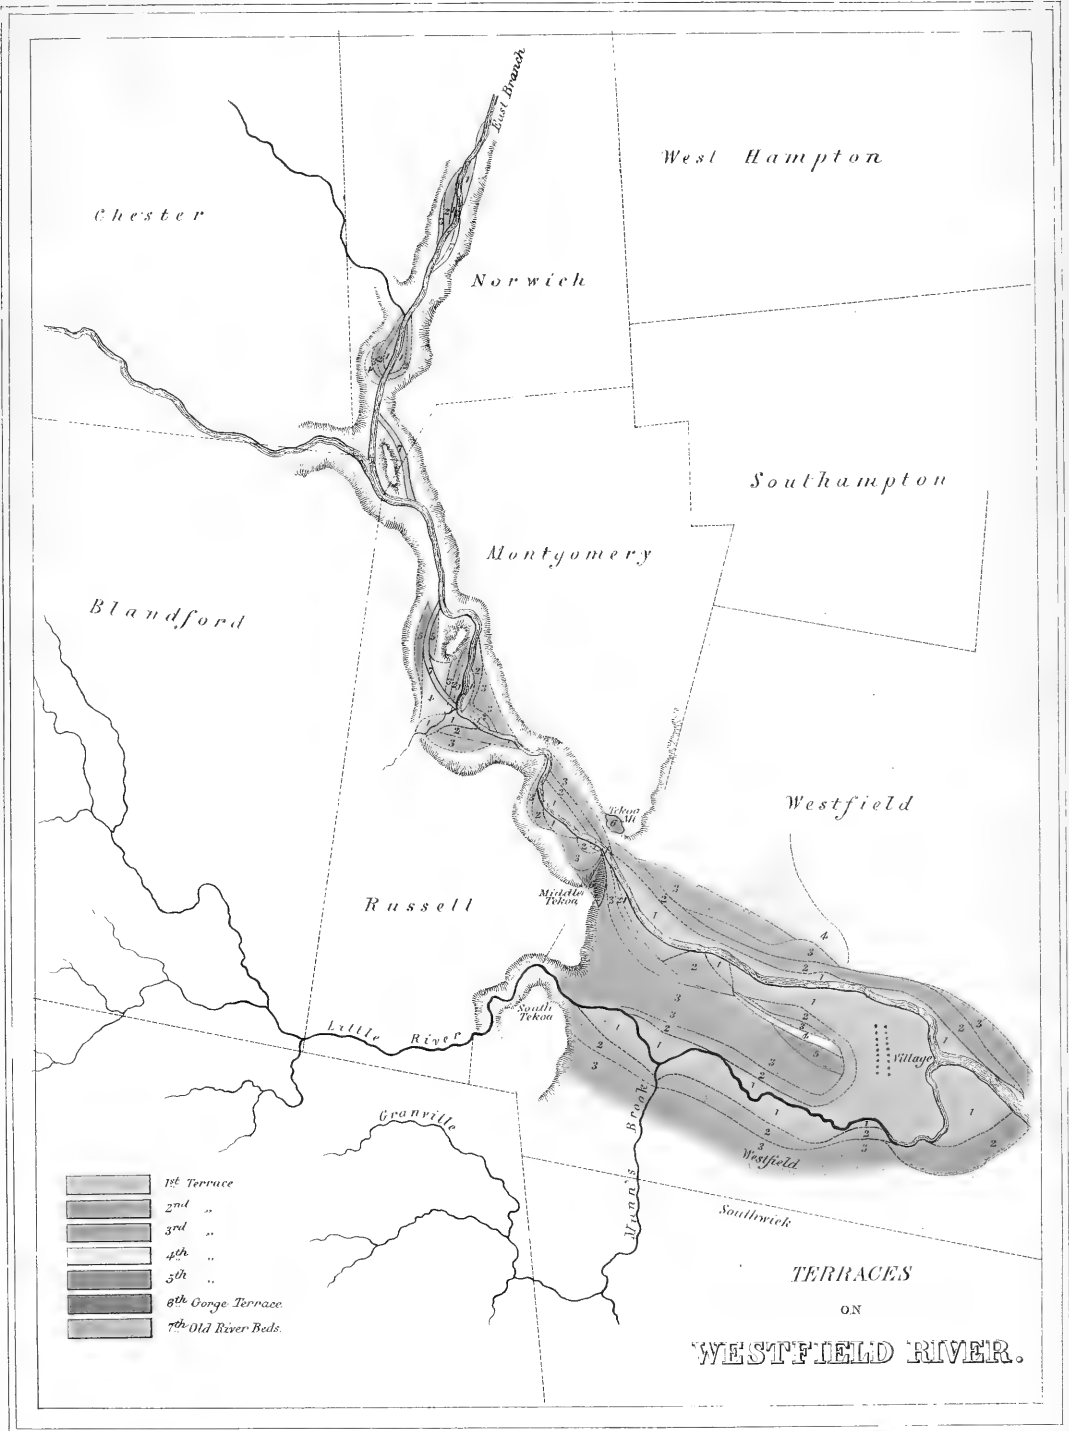 East Branch
West Hampton
Chester
Norwich
Southampton
Montgomery
Blandford
Westfield
Tekoa
Mt
6
Russell
Middle
Tekoa
South
Tekoa
Little River
Village
Munn's Brook
Granville
Westfield
Southwick
1st Terrace
2nd „
3rd „
4th „
5th „
6th Gorge Terrace.
7th Old River Beds.
TERRACES
ON
WESTFIELD RIVER.